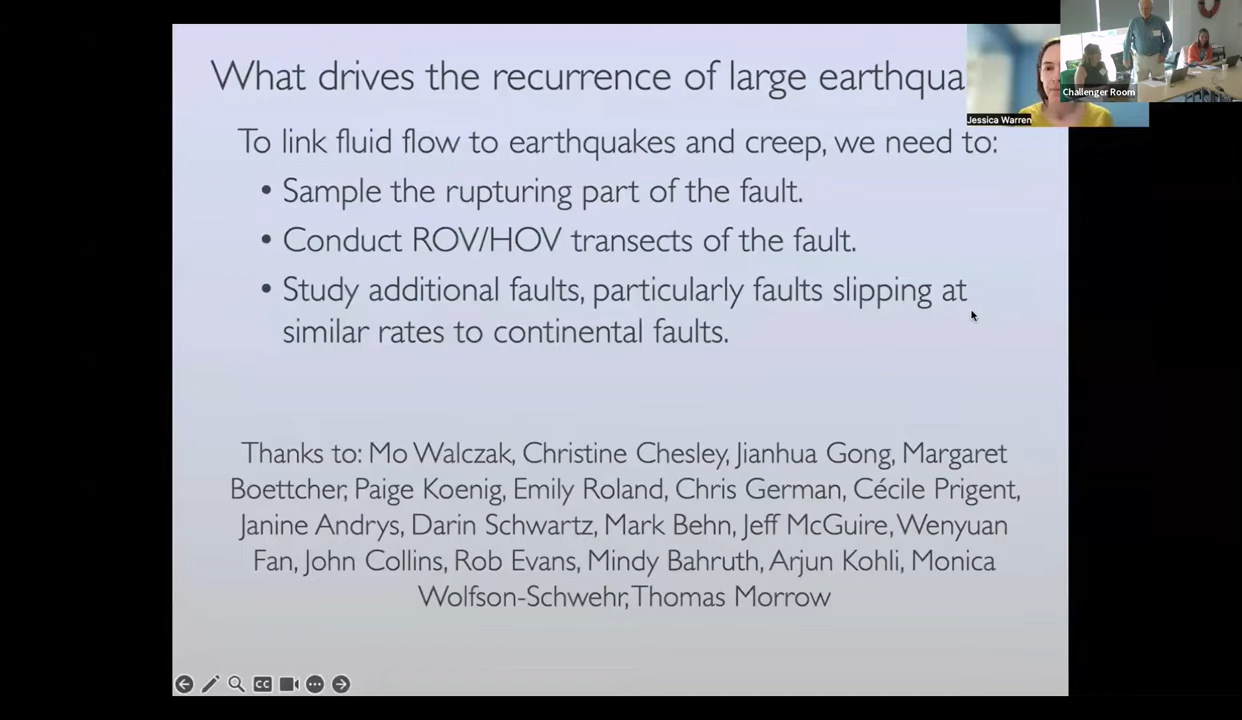 What drives the recurrence of large earthqua
Challenger Room
Jessica Warren
To link fluid flow to earthquakes and creep, we need to:
• Sample the rupturing part of the fault.
• Conduct ROV/HOV transects of the fault.
• Study additional faults, particularly faults slipping at
similar rates to continental faults.
Thanks to: Mo Walczak, Christine Chesley, Jianhua Gong, Margaret
Boettcher, Paige Koenig, Emily Roland, Chris German, Cécile Prigent,
Janine Andrys, Darin Schwartz, Mark Behn, Jeff McGuire, Wenyuan
Fan, John Collins, Rob Evans, Mindy Bahruth, Arjun Kohli, Monica
Wolfson-Schwehr, Thomas Morrow
CC